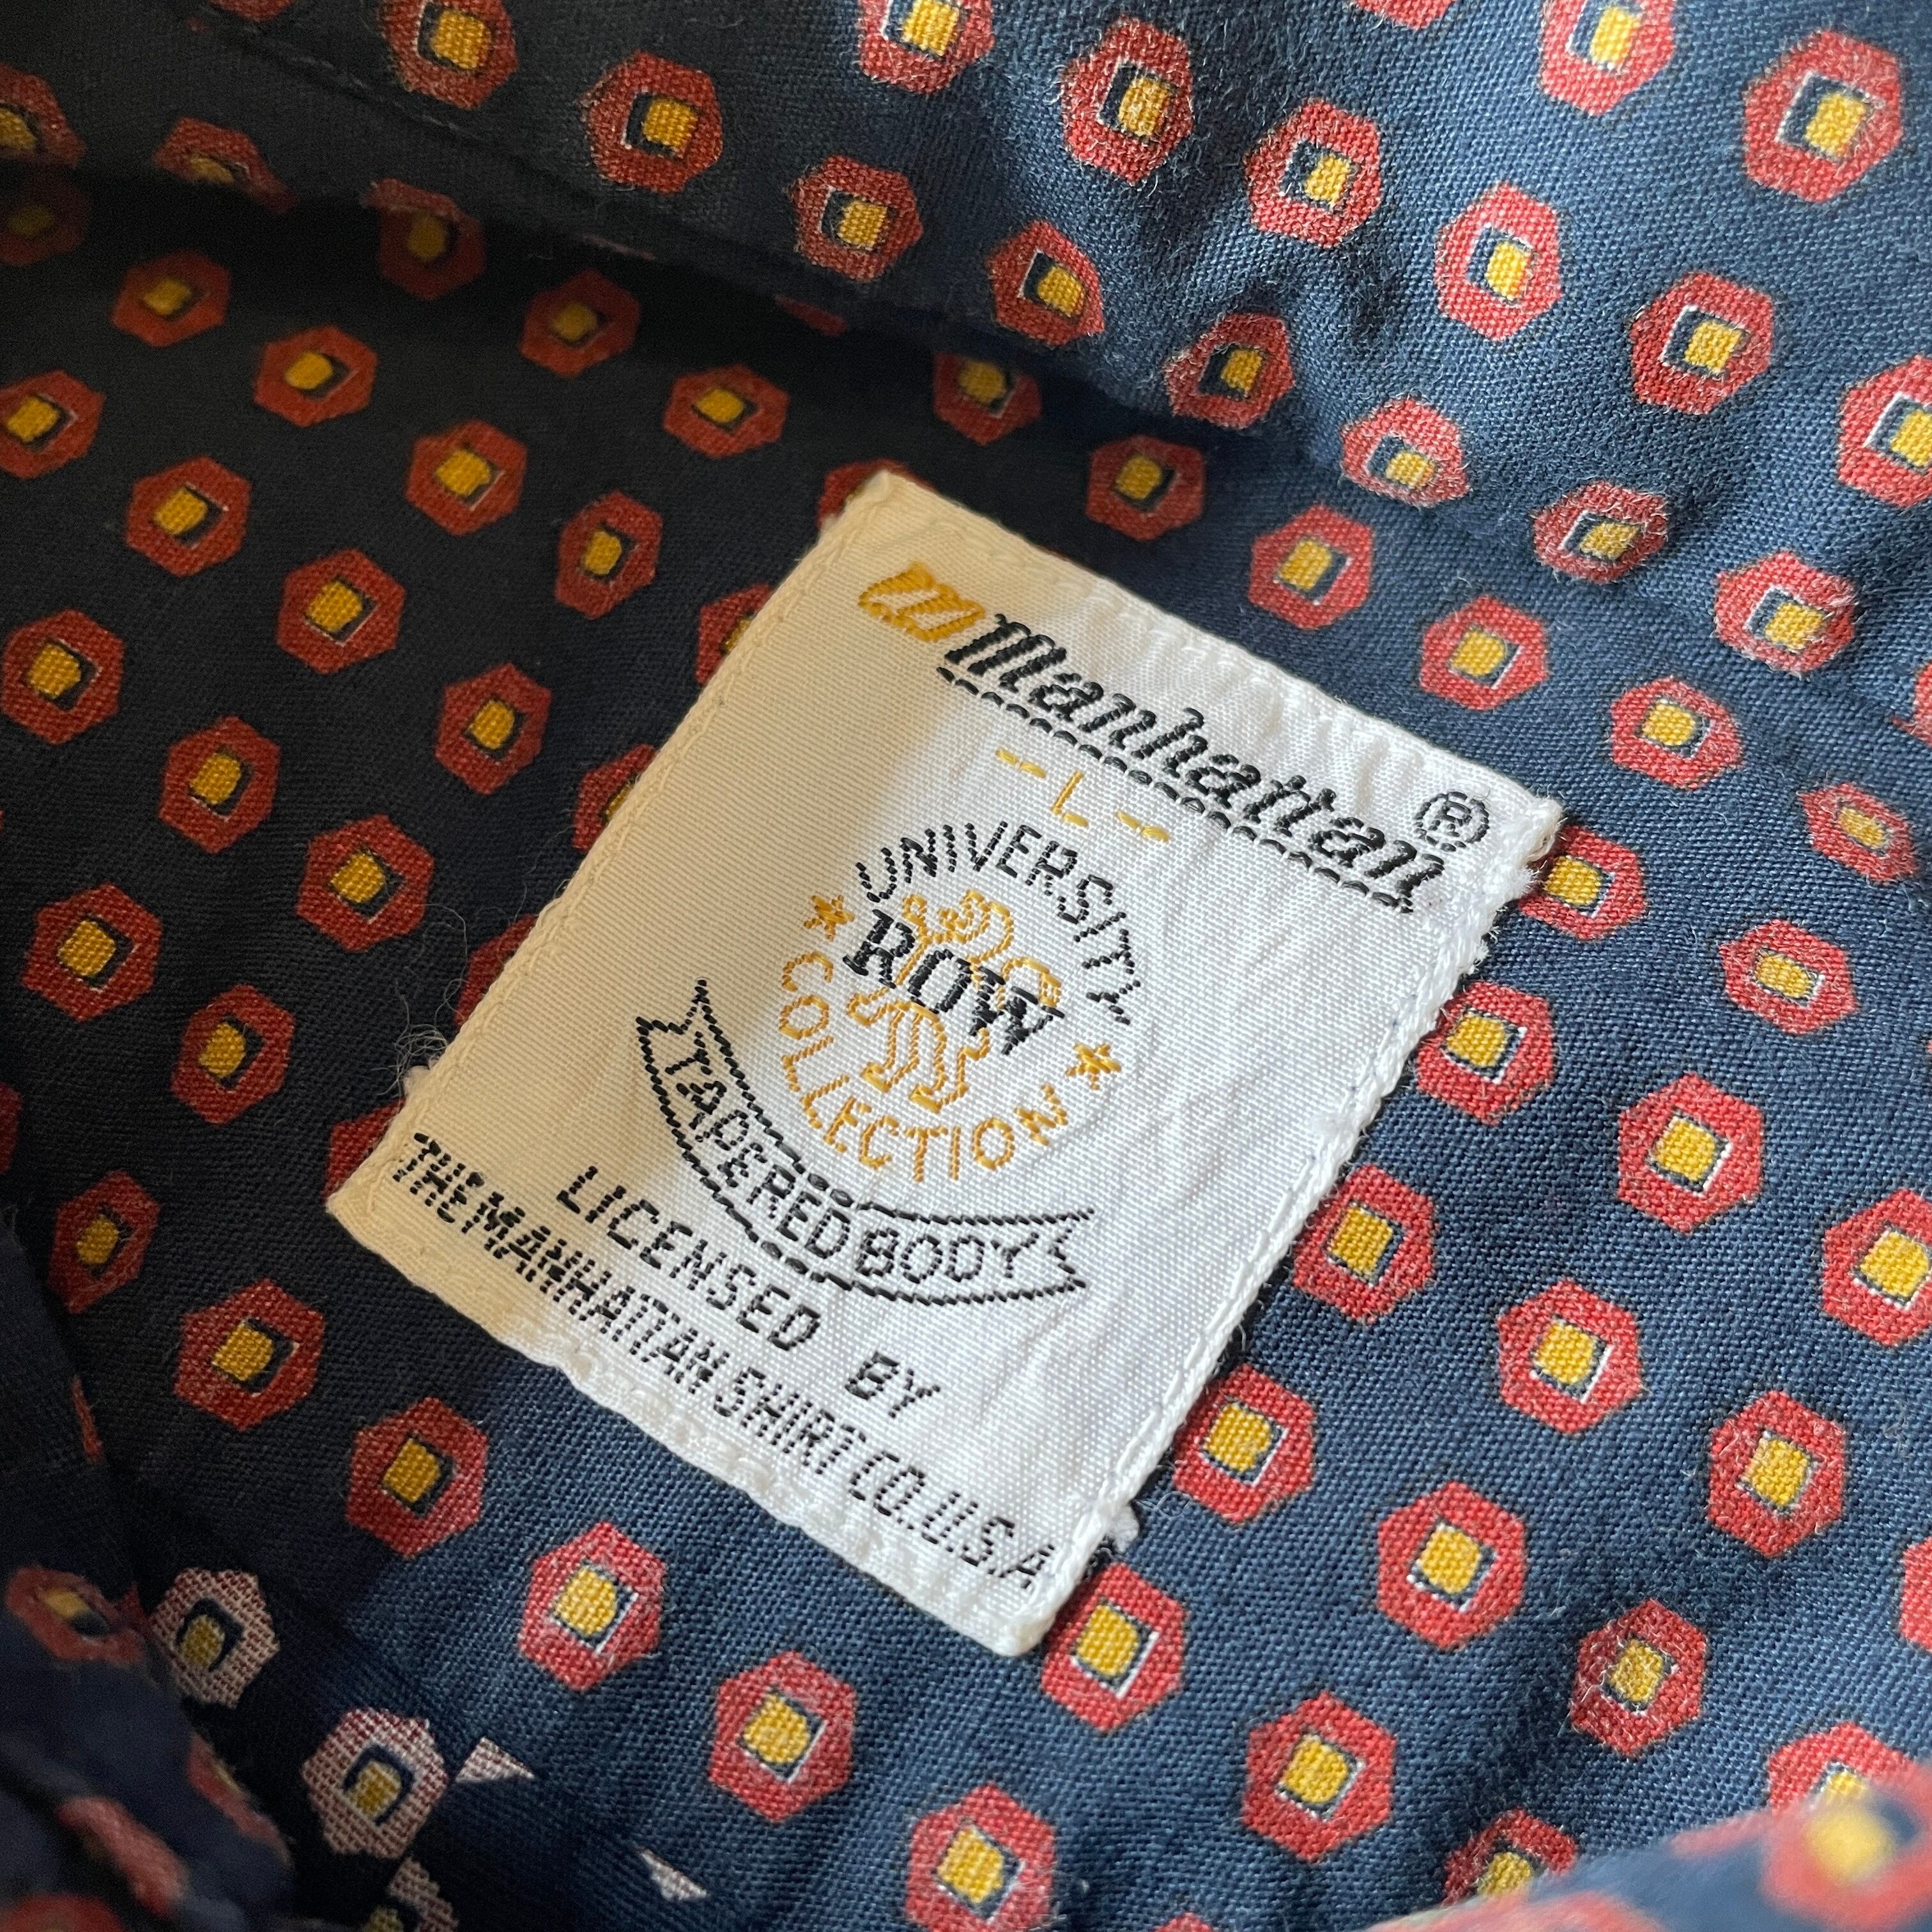 m Manhattan®
-- L --
UNIVERSITY
ROW
COLLECTION
TAPERED BODY
LICENSED BY
THE MANHATTAN SHIRT CO. U.S.A